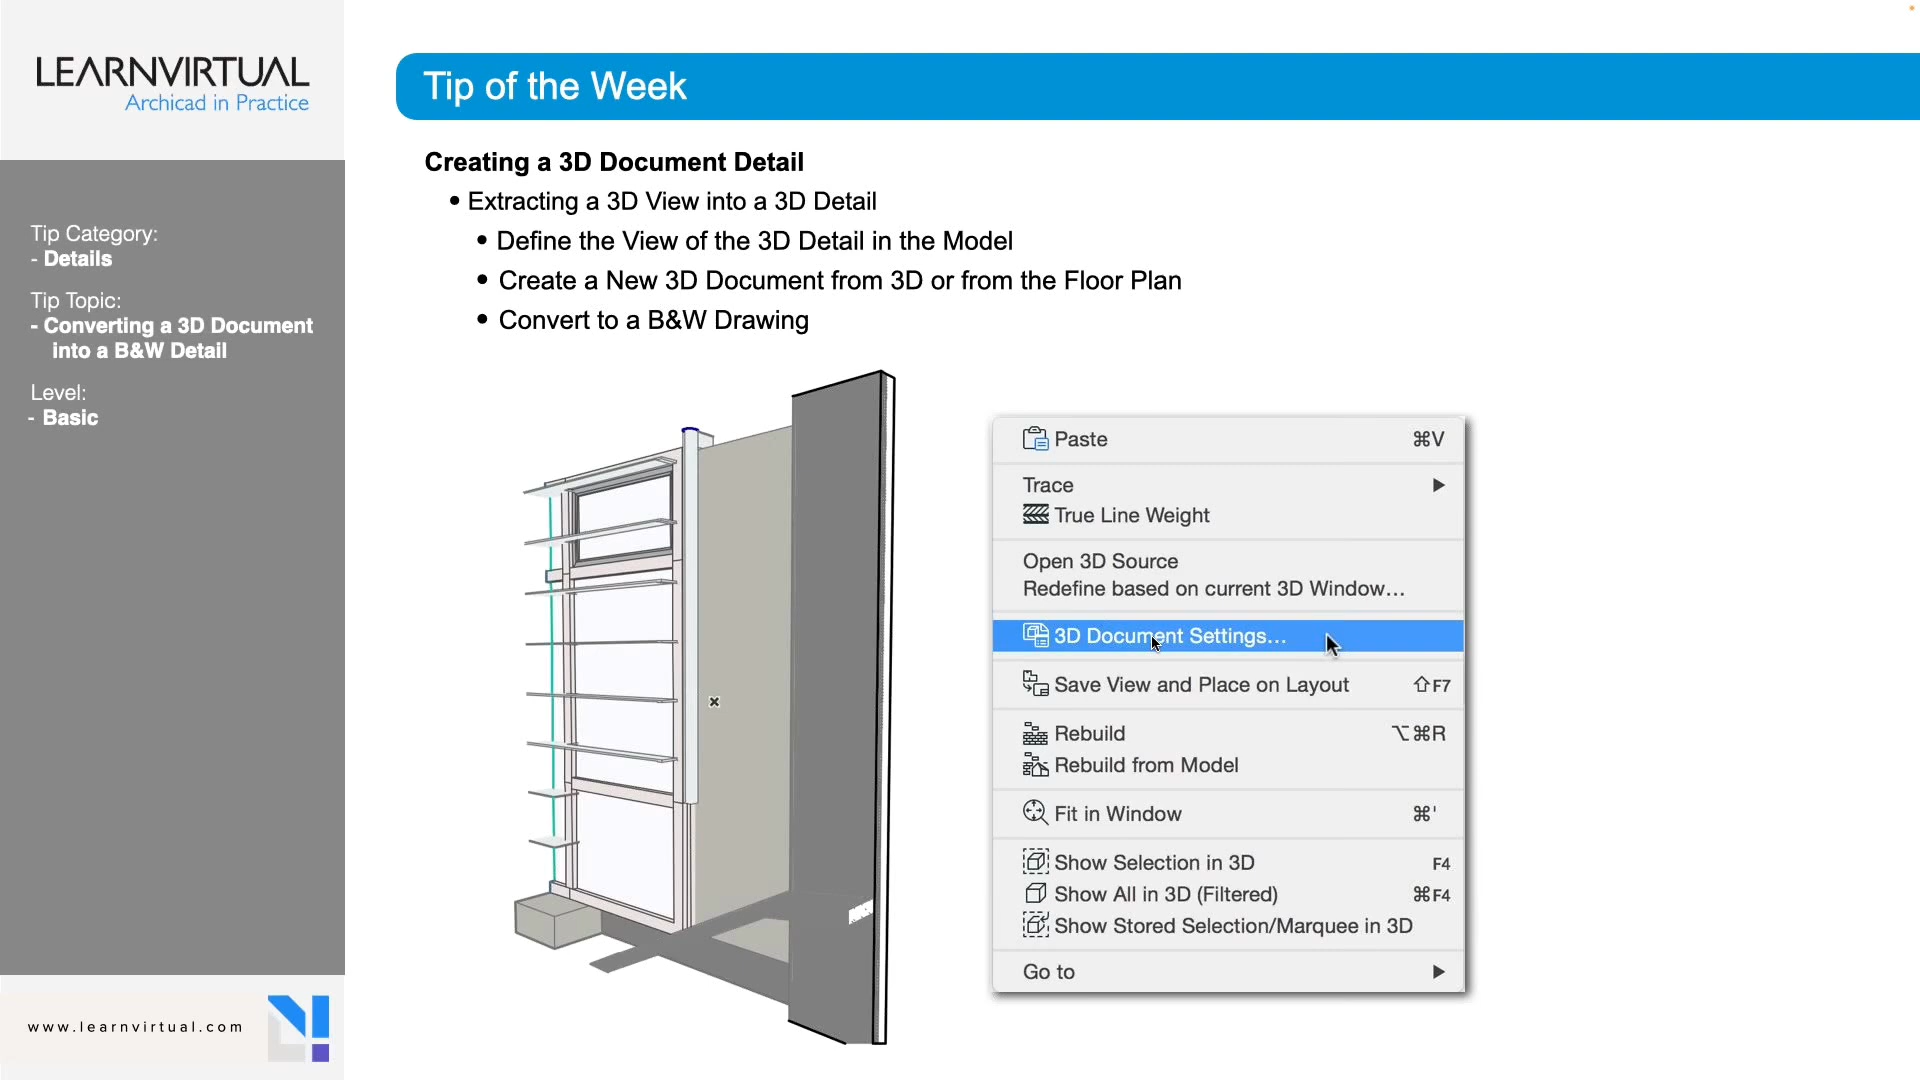 LEARNVIRTUAL
Archicad in Practice
Tip of the Week
Tip Category:
- Details
Tip Topic:
- Converting a 3D Document
into a B&W Detail
Level:
- Basic
www.learnvirtual.com
Creating a 3D Document Detail
• Extracting a 3D View into a 3D Detail
• Define the View of the 3D Detail in the Model
• Create a New 3D Document from 3D or from the Floor Plan
• Convert to a B&W Drawing
Paste ⌘V
Trace ▶
True Line Weight
Open 3D Source
Redefine based on current 3D Window...
3D Document Settings...
Save View and Place on Layout ⇧F7
Rebuild ⌥⌘R
Rebuild from Model
Fit in Window ⌘'
Show Selection in 3D F4
Show All in 3D (Filtered) ⌘F4
Show Stored Selection/Marquee in 3D
Go to ▶